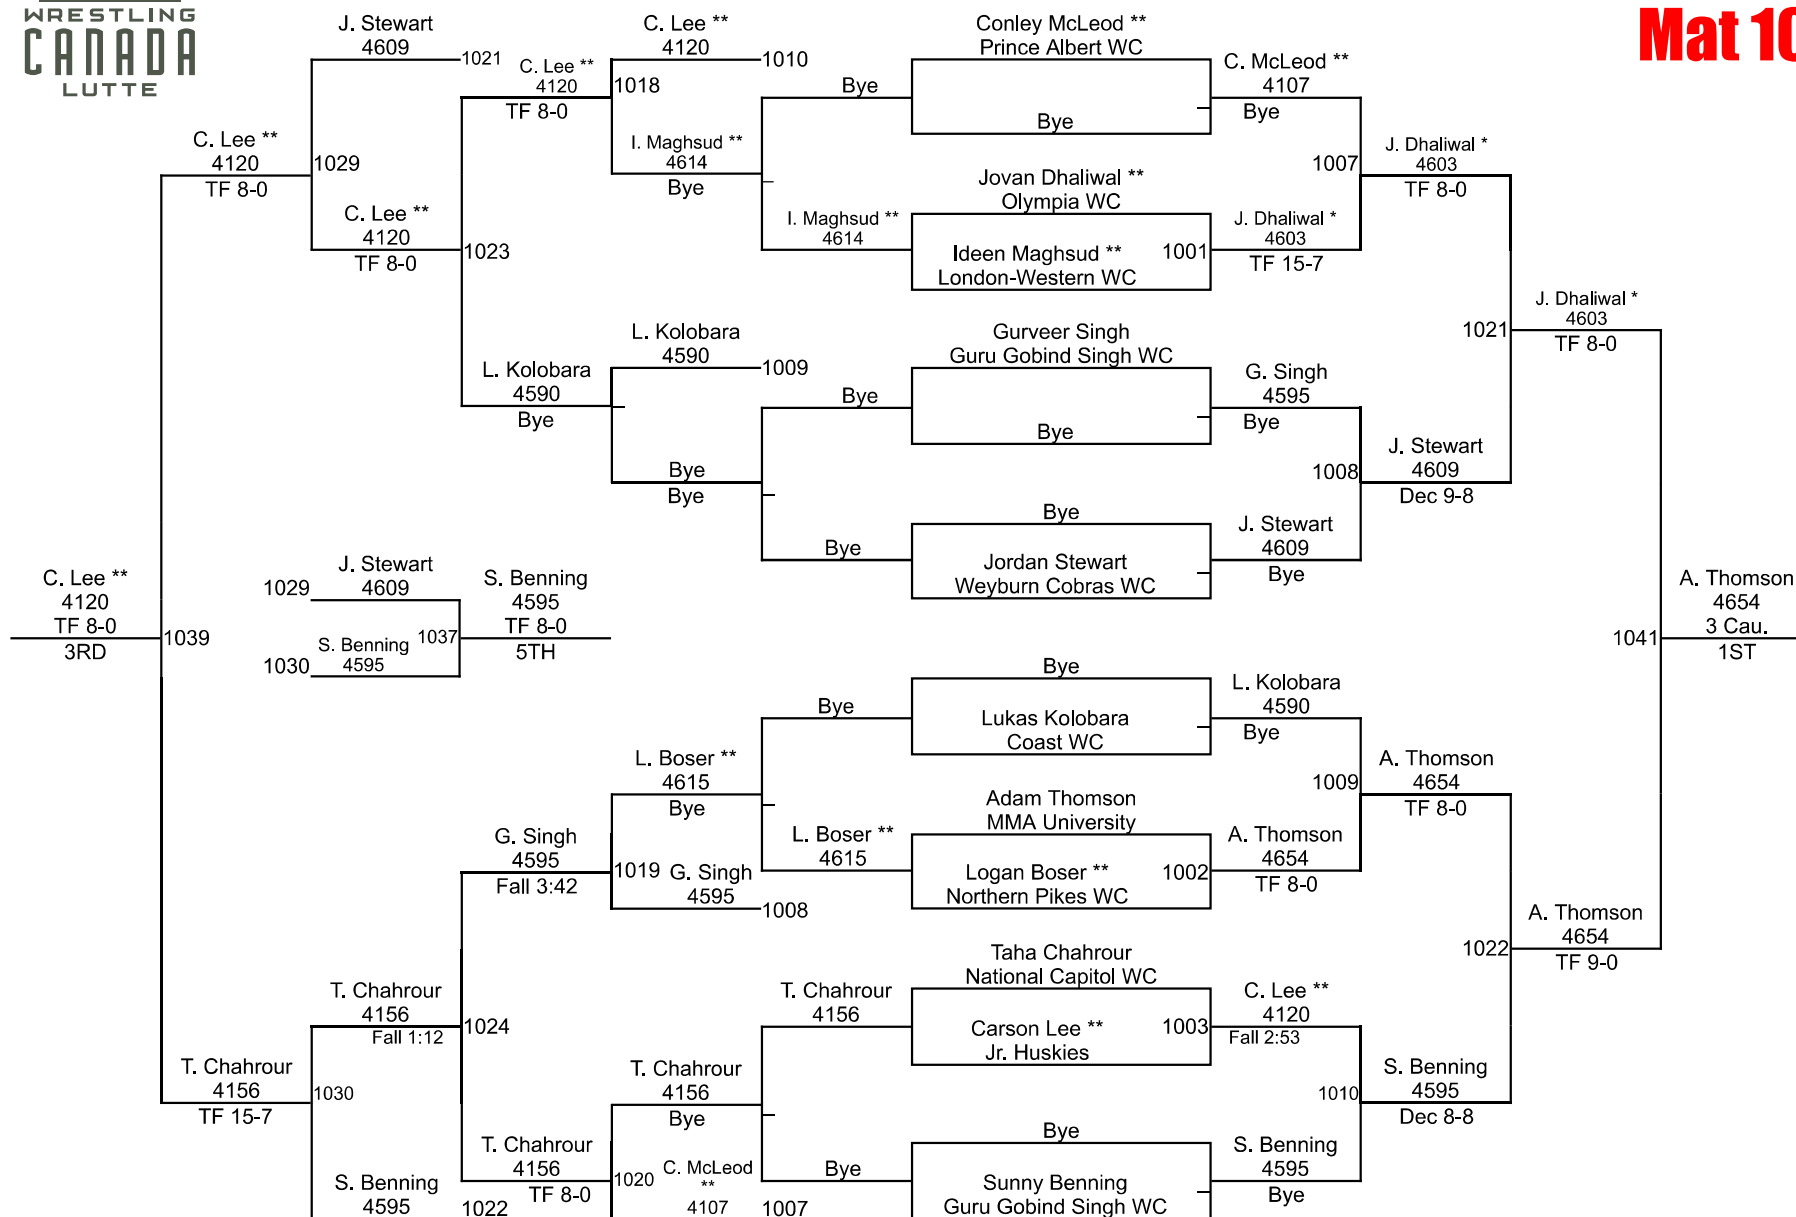 WRESTLING
CANADA
LUTTE
Mat 10
J. Stewart
4609
1021
C. Lee **
4120
TF 8-0
C. Lee **
4120
1010
1018
I. Maghsud **
4614
Bye
Bye
Conley McLeod **
Prince Albert WC
Bye
C. McLeod **
4107
Bye
1007
J. Dhaliwal *
4603
TF 8-0
C. Lee **
4120
TF 8-0
1029
C. Lee **
4120
TF 8-0
1023
I. Maghsud **
4614
Jovan Dhaliwal **
Olympia WC
Ideen Maghsud **
London-Western WC
1001
J. Dhaliwal *
4603
TF 15-7
1021
J. Dhaliwal *
4603
TF 8-0
L. Kolobara
4590
Bye
L. Kolobara
4590
1009
Bye
Bye
Bye
Gurveer Singh
Guru Gobind Singh WC
Bye
G. Singh
4595
Bye
1008
J. Stewart
4609
Dec 9-8
Bye
Bye
Jordan Stewart
Weyburn Cobras WC
J. Stewart
4609
Bye
C. Lee **
4120
TF 8-0
3RD
1039
1029
J. Stewart
4609
1030
S. Benning
4595
1037
S. Benning
4595
TF 8-0
5TH
1041
A. Thomson
4654
3 Cau.
1ST
Bye
Bye
Lukas Kolobara
Coast WC
L. Kolobara
4590
Bye
1009
A. Thomson
4654
TF 8-0
L. Boser **
4615
Bye
L. Boser **
4615
Adam Thomson
MMA University
Logan Boser **
Northern Pikes WC
1002
A. Thomson
4654
TF 8-0
G. Singh
4595
Fall 3:42
1019
G. Singh
4595
1008
1022
A. Thomson
4654
TF 9-0
T. Chahrour
4156
Fall 1:12
1024
T. Chahrour
4156
Taha Chahrour
National Capitol WC
Carson Lee **
Jr. Huskies
1003
C. Lee **
4120
Fall 2:53
1010
S. Benning
4595
Dec 8-8
T. Chahrour
4156
TF 15-7
1030
T. Chahrour
4156
Bye
Bye
Bye
Sunny Benning
Guru Gobind Singh WC
S. Benning
4595
Bye
S. Benning
4595
1022
T. Chahrour
4156
TF 8-0
1020
C. McLeod
**
4107
1007